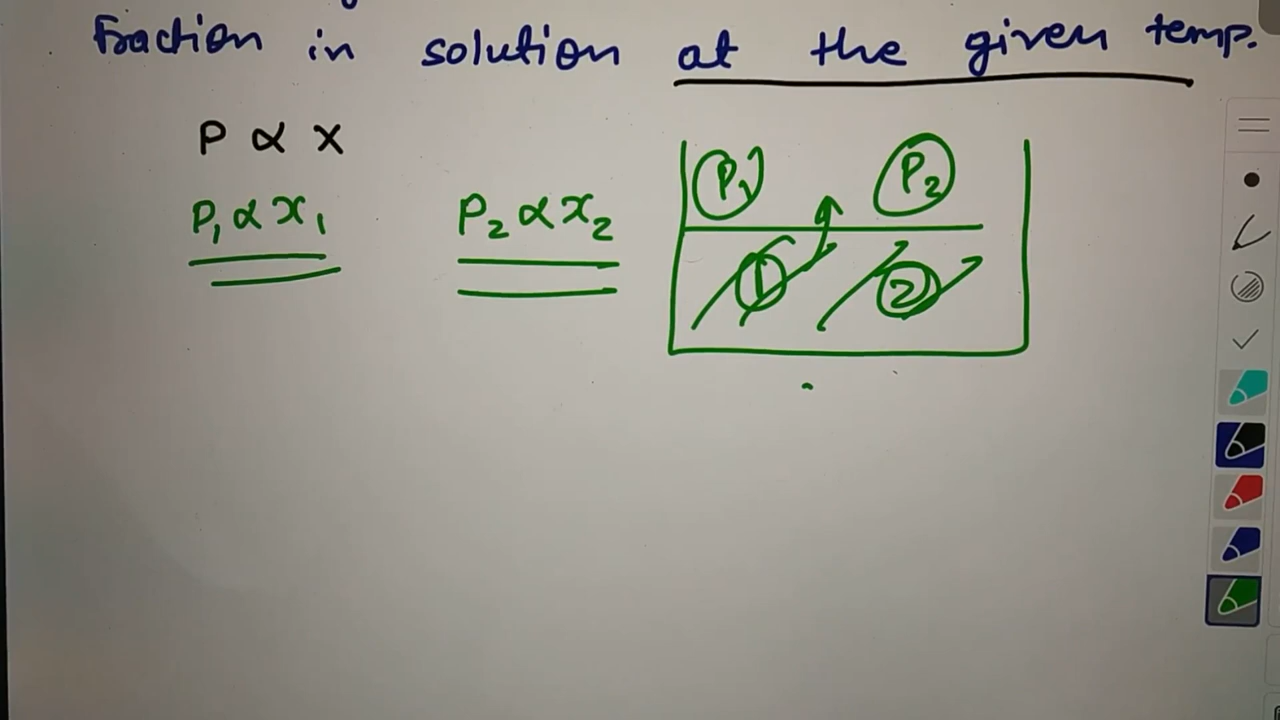 Fraction in solution at the given temp.
P ∝ x
P₁ ∝ x₁
P₂ ∝ x₂
P₁
P₂
1
2